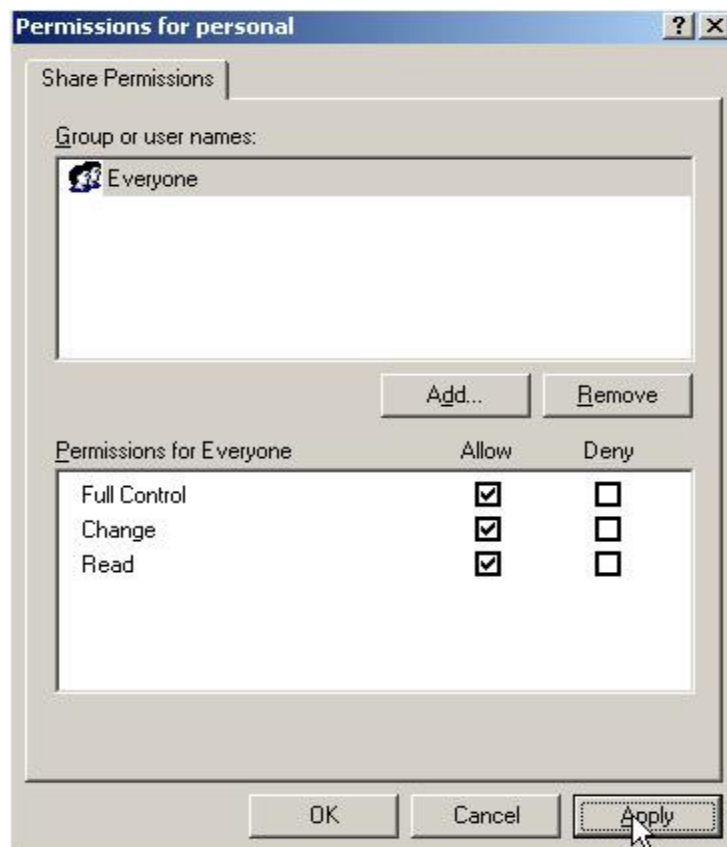 Permissions for personal
Share Permissions
Group or user names:
Everyone
Add... Remove
Permissions for Everyone Allow Deny
Full Control
Change
Read
OK Cancel Apply